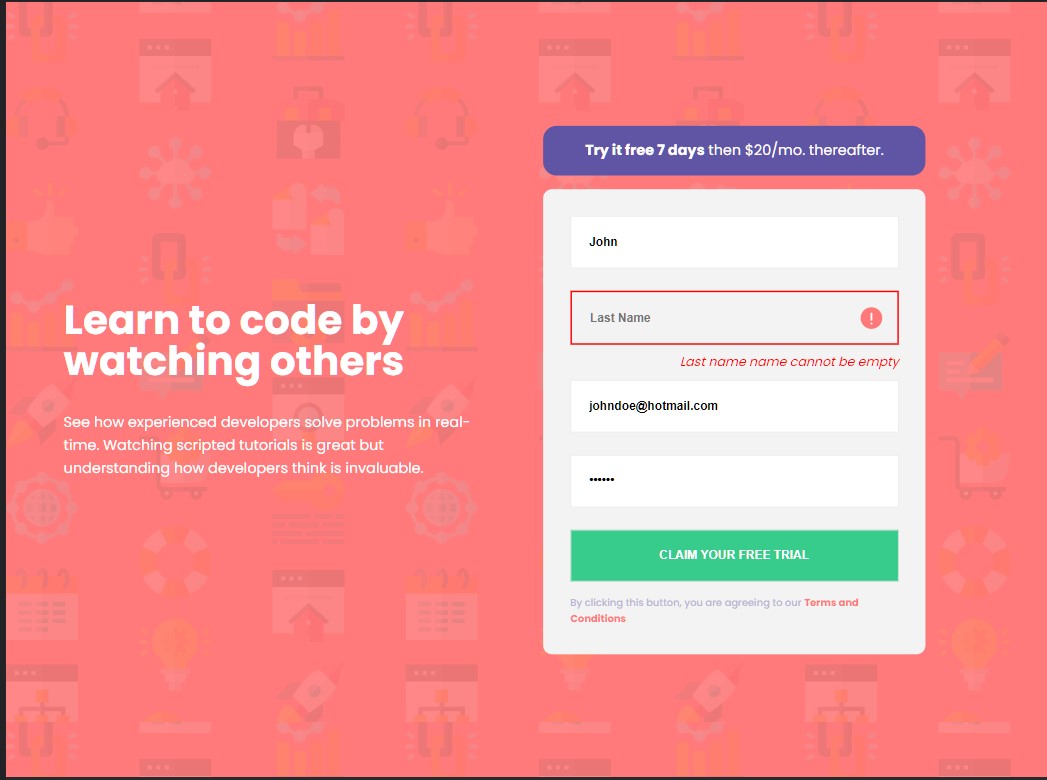 Learn to code by
watching others
See how experienced developers solve problems in real-
time. Watching scripted tutorials is great but
understanding how developers think is invaluable.
Try it free 7 days then $20/mo. thereafter.
John
Last Name
!
Last name name cannot be empty
johndoe@hotmail.com
••••••
CLAIM YOUR FREE TRIAL
By clicking this button, you are agreeing to our Terms and
Conditions